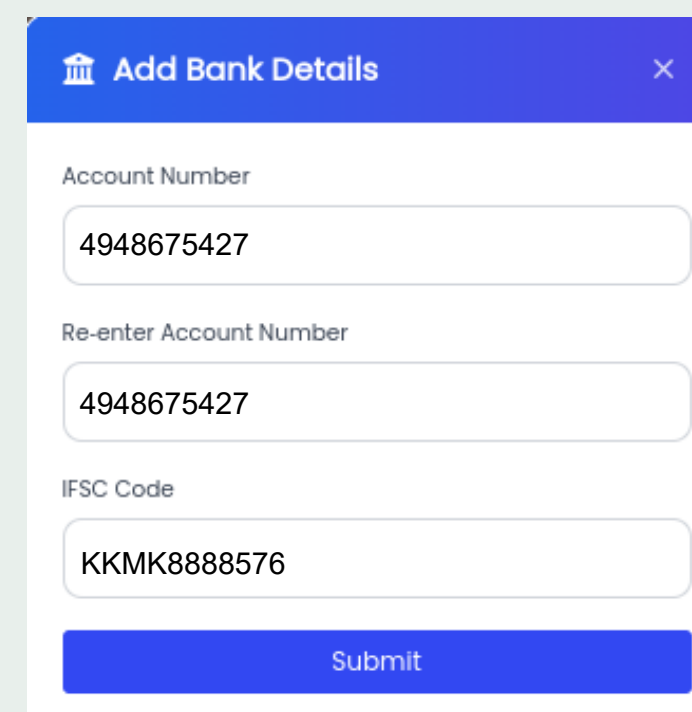 Add Bank Details
Account Number
4948675427
Re-enter Account Number
4948675427
IFSC Code
KKMK8888576
Submit